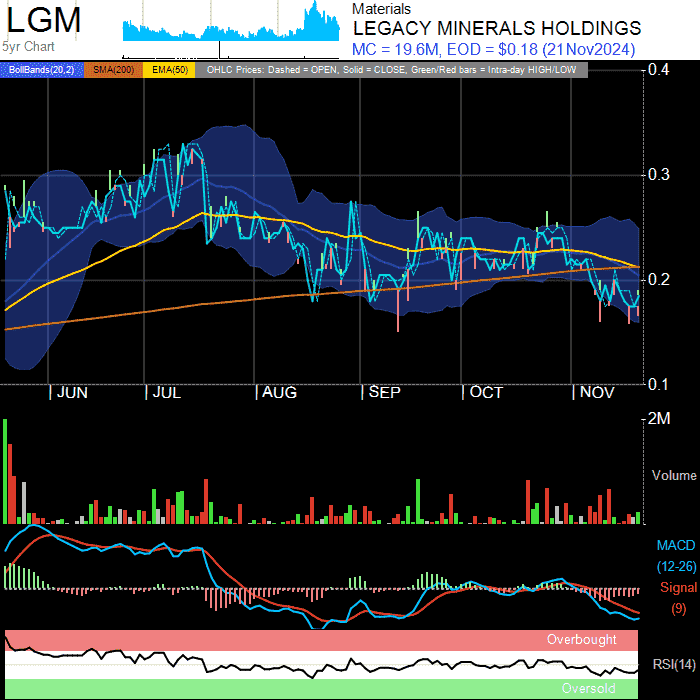 LGM
5yr Chart
Materials
LEGACY MINERALS HOLDINGS
MC = 19.6M, EOD = $0.18 (21Nov2024)
BollBands(20,2) SMA(200) EMA(50) OHLC Prices: Dashed = OPEN, Solid = CLOSE, Green/Red bars = Intra-day HIGH/LOW
0.4
0.3
0.2
0.1
JUN JUL AUG SEP OCT NOV
2M
Volume
MACD
(12-26)
Signal
(9)
Overbought
RSI(14)
Oversold